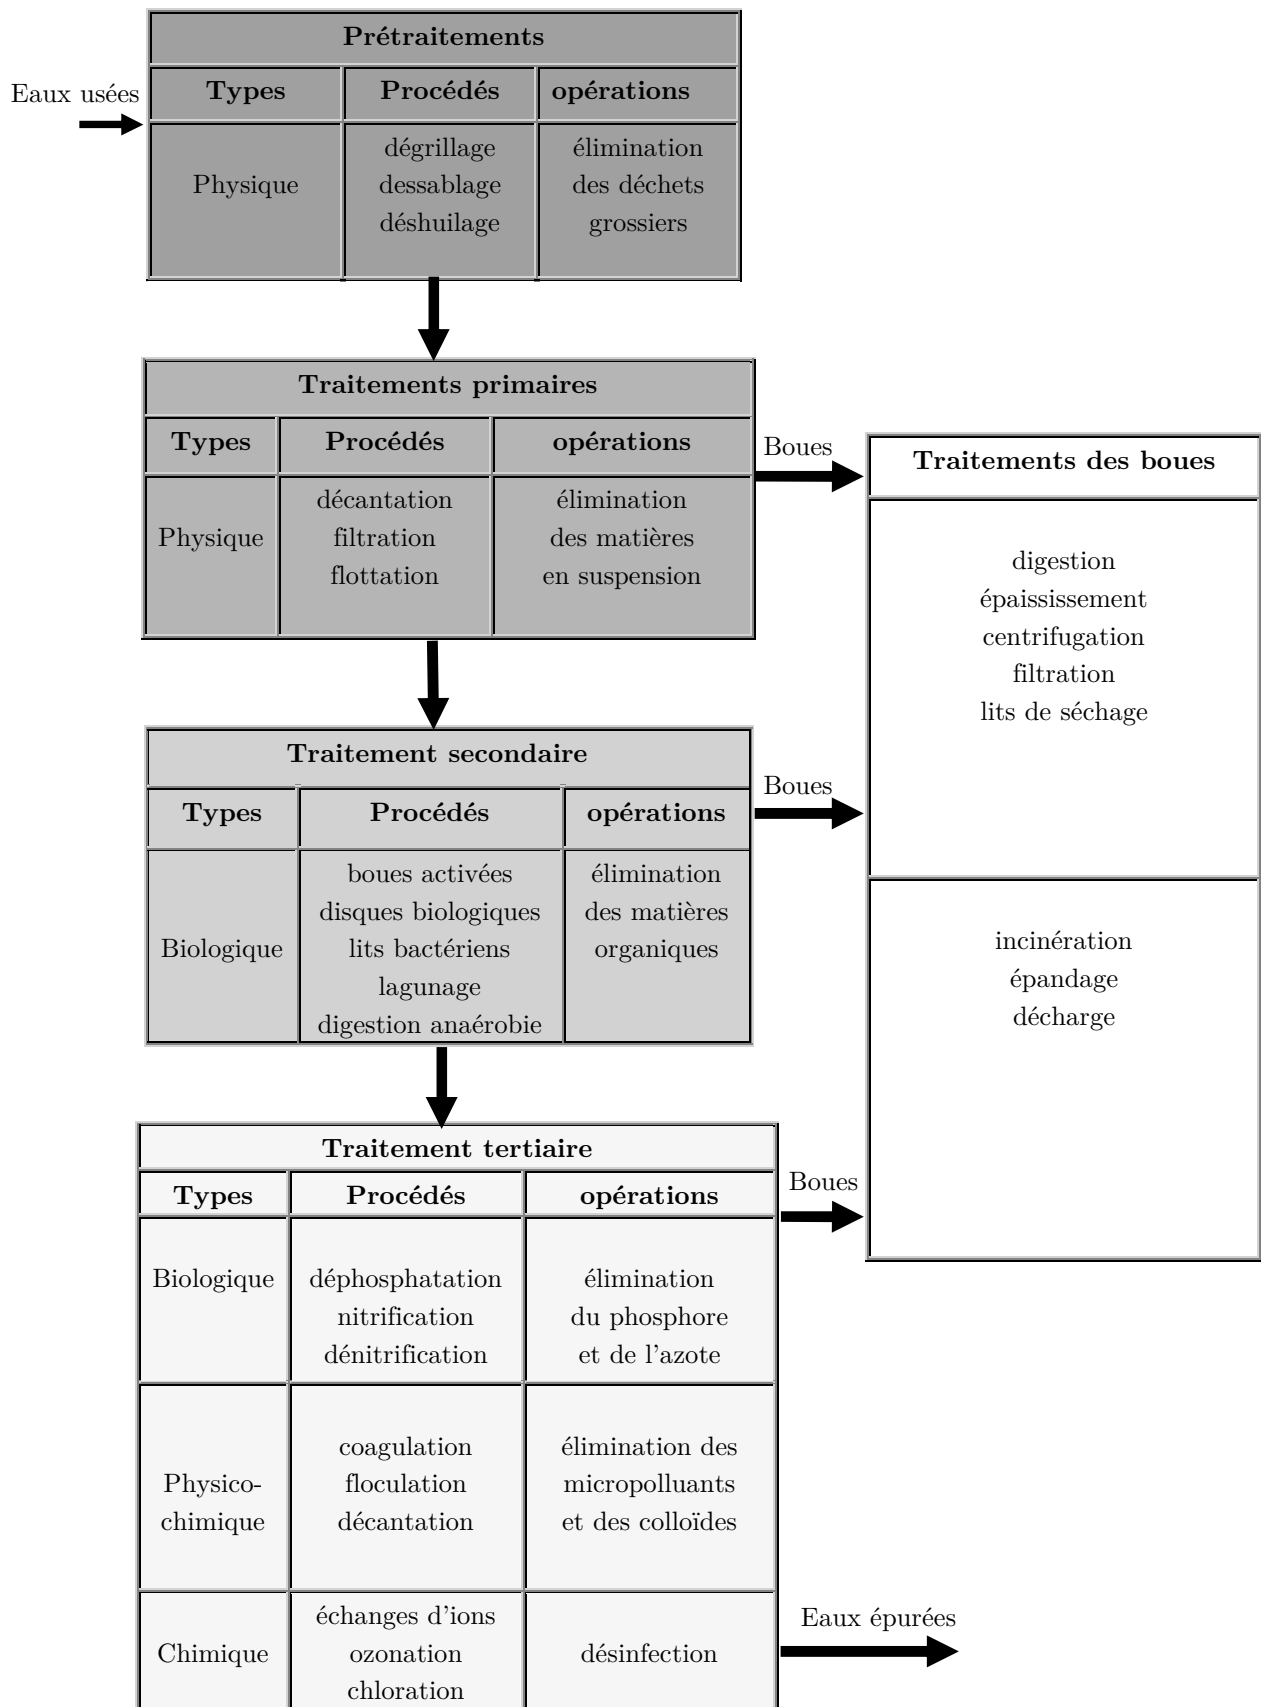 Prétraitements
Eaux usées
Types
Procédés
opérations
Physique
dégrillage
dessablage
déshuilage
élimination
des déchets
grossiers
Traitements primaires
Types
Procédés
opérations
Physique
décantation
filtration
flottation
élimination
des matières
en suspension
Boues
Traitements des boues
digestion
épaississement
centrifugation
filtration
lits de séchage
incinération
épandage
décharge
Traitement secondaire
Types
Procédés
opérations
Biologique
boues activées
disques biologiques
lits bactériens
lagunage
digestion anaérobie
élimination
des matières
organiques
Boues
Traitement tertiaire
Types
Procédés
opérations
Boues
Biologique
déphosphatation
nitrification
dénitrification
élimination
du phosphore
et de l'azote
Physico-
chimique
coagulation
floculation
décantation
élimination des
micropolluants
et des colloïdes
Chimique
échanges d'ions
ozonation
chloration
désinfection
Eaux épurées